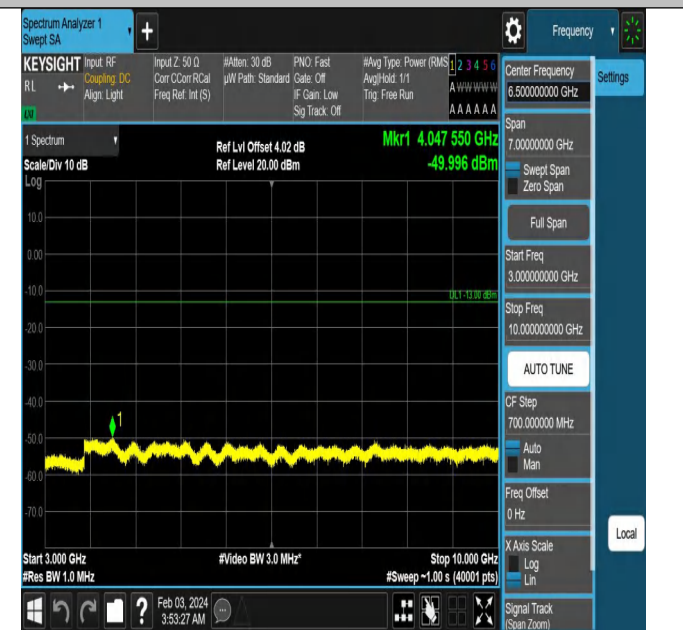 Spectrum Analyzer 1
Swept SA
+
Frequency
KEYSIGHT
RL
Input: RF
Coupling: DC
Align: Light
Input Z: 50 Ω
Corr CCorr RCal
Freq Ref: Int (S)
#Atten: 30 dB
µW Path: Standard
PNO: Fast
Gate: Off
IF Gain: Low
Sig Track: Off
#Avg Type: Power (RMS
Avg|Hold: 1/1
Trig: Free Run
1 2 3 4 5 6
A W W W W W
A A A A A A
1 Spectrum
Scale/Div 10 dB
Log
Ref Lvl Offset 4.02 dB
Ref Level 20.00 dBm
Mkr1 4.047 550 GHz
-49.996 dBm
10.0
0.00
-10.0
-20.0
-30.0
-40.0
-50.0
-60.0
-70.0
DL1 -13.00 dBm
1
Start 3.000 GHz
#Res BW 1.0 MHz
#Video BW 3.0 MHz*
Stop 10.000 GHz
#Sweep ~1.00 s (40001 pts)
Feb 03, 2024
3:53:27 AM
?
Center Frequency
6.500000000 GHz
Settings
Span
7.00000000 GHz
Swept Span
Zero Span
Full Span
Start Freq
3.000000000 GHz
Stop Freq
10.000000000 GHz
AUTO TUNE
CF Step
700.000000 MHz
Auto
Man
Freq Offset
0 Hz
Local
X Axis Scale
Log
Lin
Signal Track
(Span Zoom)